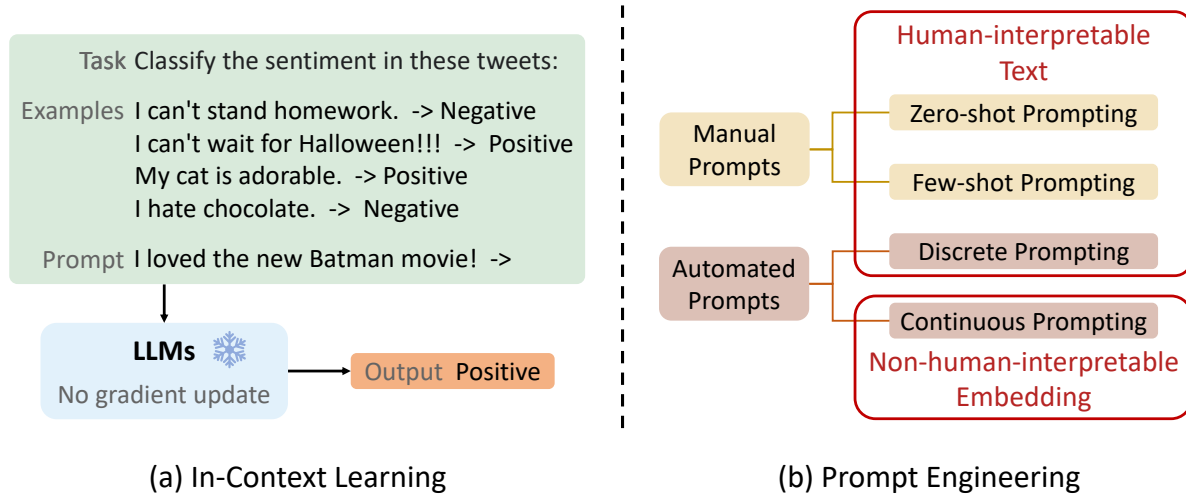 Task Classify the sentiment in these tweets:
Examples I can't stand homework. -> Negative
I can't wait for Halloween!!! -> Positive
My cat is adorable. -> Positive
I hate chocolate. -> Negative
Prompt I loved the new Batman movie! ->
LLMs
No gradient update
Output Positive
(a) In-Context Learning
Human-interpretable
Text
Manual
Prompts
Zero-shot Prompting
Few-shot Prompting
Automated
Prompts
Discrete Prompting
Continuous Prompting
Non-human-interpretable
Embedding
(b) Prompt Engineering